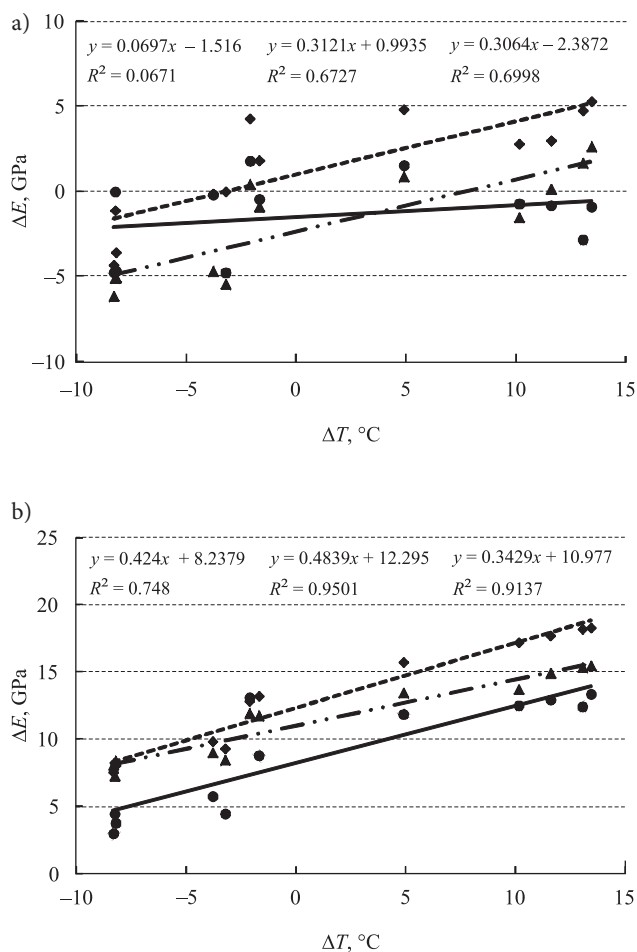 a)
10
y = 0.0697x – 1.516 y = 0.3121x + 0.9935 y = 0.3064x – 2.3872
R² = 0.0671 R² = 0.6727 R² = 0.6998
5
ΔE, GPa
0
–5
–10
–10 –5 0 5 10 15
ΔT, °C
b)
25
y = 0.424x + 8.2379 y = 0.4839x + 12.295 y = 0.3429x + 10.977
R² = 0.748 R² = 0.9501 R² = 0.9137
20
15
ΔE, GPa
10
5
0
–10 –5 0 5 10 15
ΔT, °C